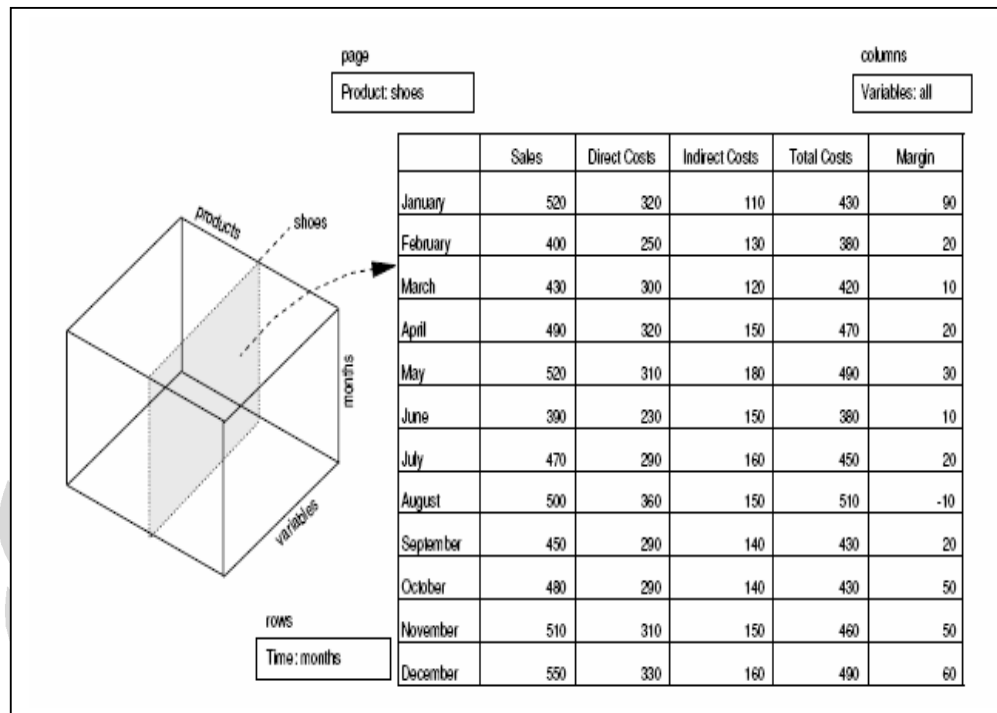 page
Product: shoes
columns
Variables: all
Sales Direct Costs Indirect Costs Total Costs Margin
January 520 320 110 430 90
February 400 250 130 380 20
March 430 300 120 420 10
April 490 320 150 470 20
May 520 310 180 490 30
June 390 230 150 380 10
July 470 290 160 450 20
August 500 360 150 510 -10
September 450 290 140 430 20
October 480 290 140 430 50
November 510 310 150 460 50
December 550 330 160 490 60
products
shoes
months
variables
rows
Time: months